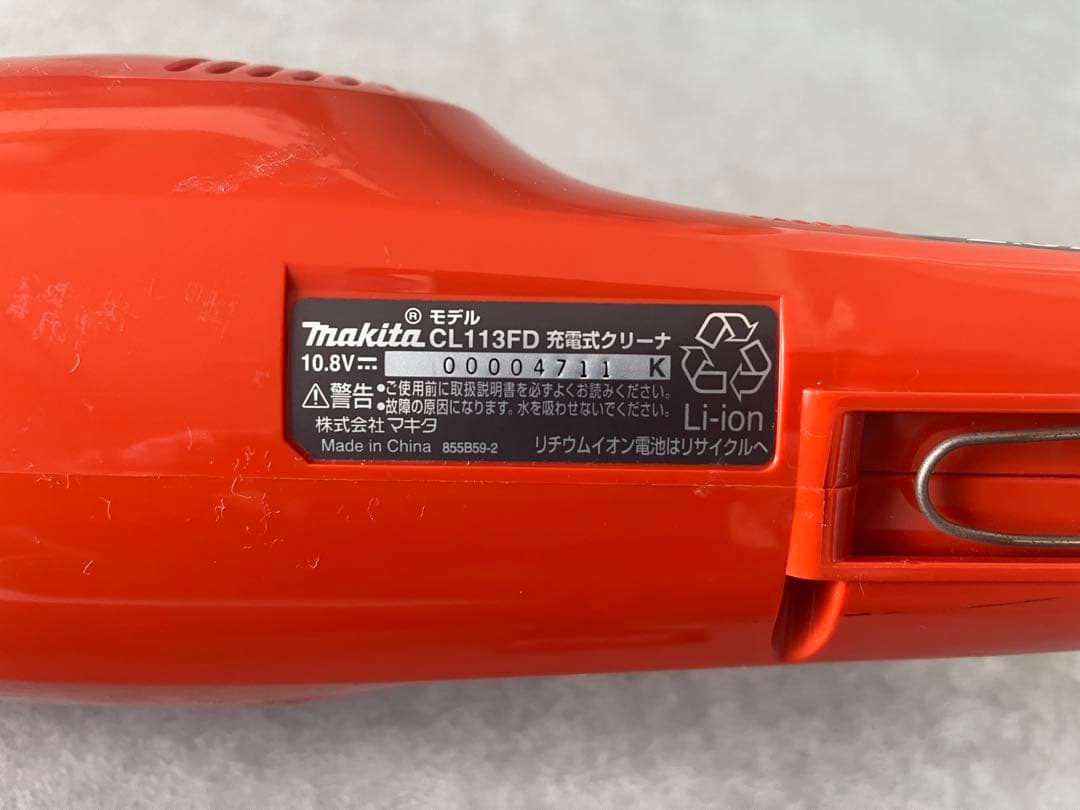 makita® モデル CL113FD 充電式クリーナ
10.8V⎓ 00004711 K
⚠警告 •ご使用前に取扱説明書を必ずよくお読みください。
•故障の原因になります。水を吸わせないでください。
株式会社マキタ
Li-ion
Made in China 855B59-2 リチウムイオン電池はリサイクルへ